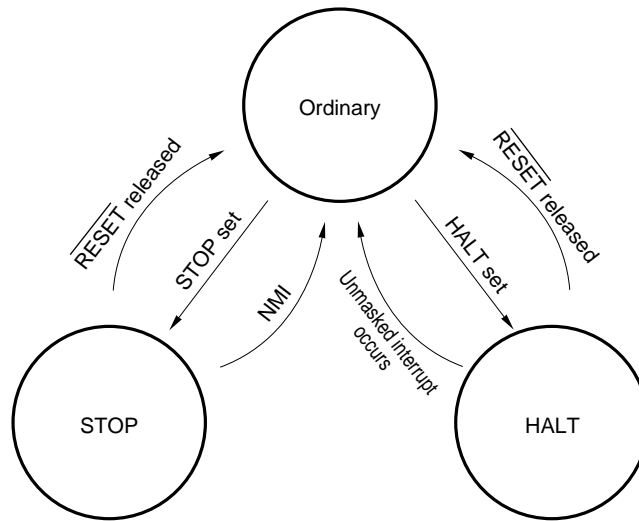 Ordinary
RESET released
STOP set
NMI
Unmasked interrupt
occurs
HALT set
RESET released
STOP
HALT